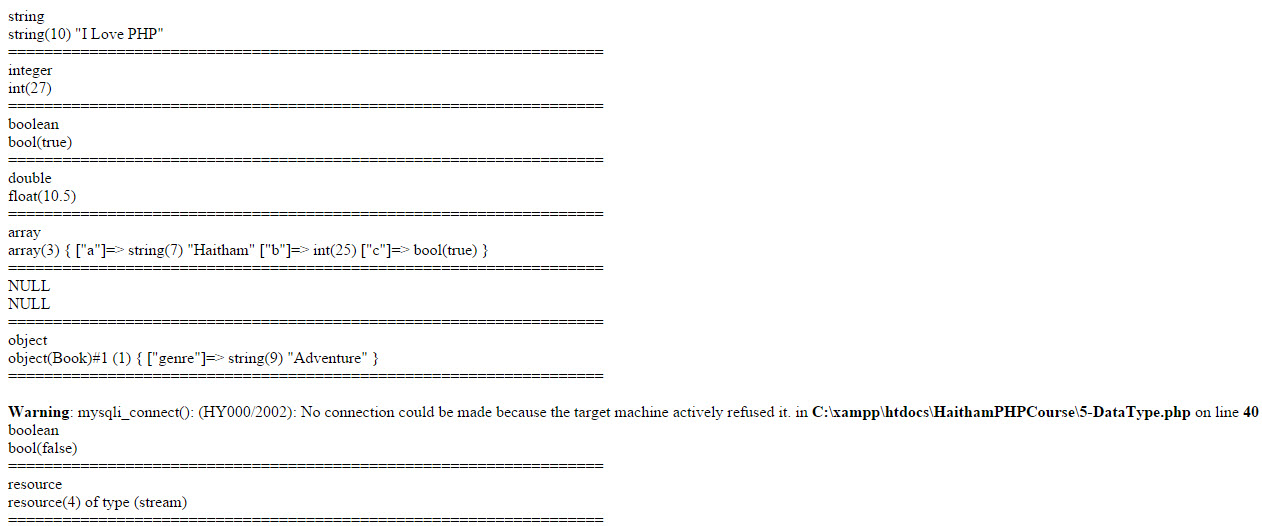 string
string(10) "I Love PHP"
==================================================================
integer
int(27)
==================================================================
boolean
bool(true)
==================================================================
double
float(10.5)
==================================================================
array
array(3) { ["a"]=> string(7) "Haitham" ["b"]=> int(25) ["c"]=> bool(true) }
==================================================================
NULL
NULL
==================================================================
object
object(Book)#1 (1) { ["genre"]=> string(9) "Adventure" }
==================================================================
Warning: mysqli_connect(): (HY000/2002): No connection could be made because the target machine actively refused it. in C:\xampp\htdocs\HaithamPHPCourse\5-DataType.php on line 40
boolean
bool(false)
==================================================================
resource
resource(4) of type (stream)
==================================================================